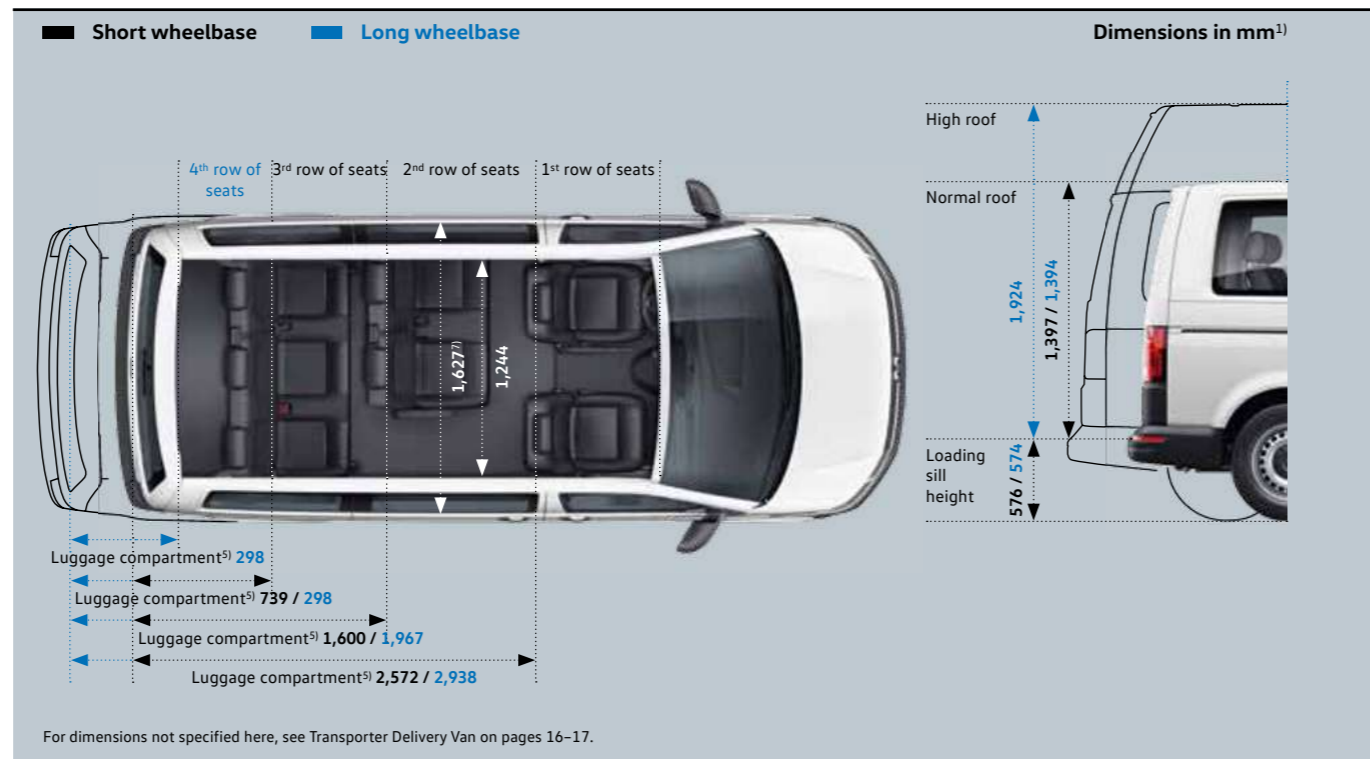 Short wheelbase
Long wheelbase
Dimensions in mm¹⁾
4ᵗʰ row of
seats
3ʳᵈ row of seats
2ⁿᵈ row of seats
1ˢᵗ row of seats
1,627⁷⁾
1,244
Luggage compartment⁵⁾ 298
Luggage compartment⁵⁾ 739 / 298
Luggage compartment⁵⁾ 1,600 / 1,967
Luggage compartment⁵⁾ 2,572 / 2,938
High roof
Normal roof
1,924
1,397 / 1,394
Loading
sill
height
576 / 574
For dimensions not specified here, see Transporter Delivery Van on pages 16–17.